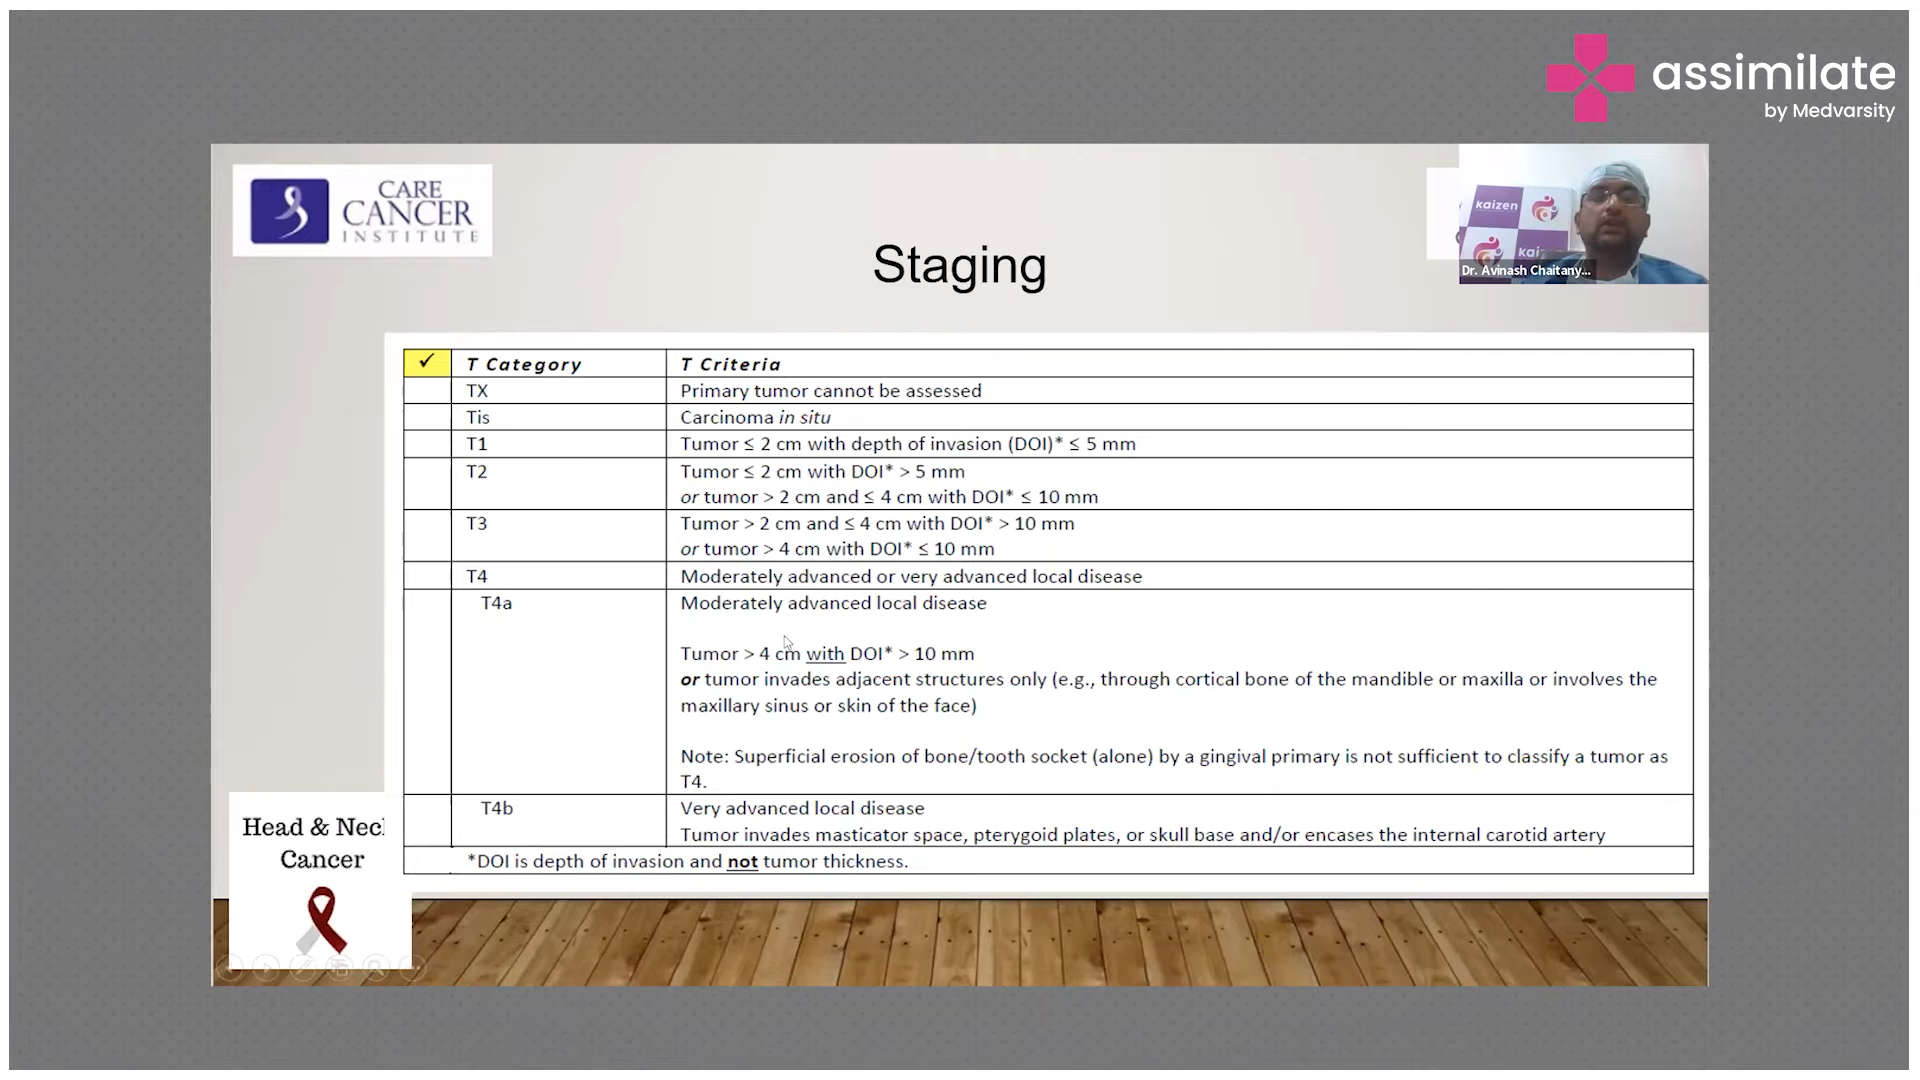 assimilate
by Medvarsity
CARE
CANCER
INSTITUTE
kaizen
kai
Dr. Avinash Chaitany...
Staging
✓ T Category T Criteria
TX Primary tumor cannot be assessed
Tis Carcinoma in situ
T1 Tumor ≤ 2 cm with depth of invasion (DOI)* ≤ 5 mm
T2 Tumor ≤ 2 cm with DOI* > 5 mm
or tumor > 2 cm and ≤ 4 cm with DOI* ≤ 10 mm
T3 Tumor > 2 cm and ≤ 4 cm with DOI* > 10 mm
or tumor > 4 cm with DOI* ≤ 10 mm
T4 Moderately advanced or very advanced local disease
T4a Moderately advanced local disease
Tumor > 4 cm with DOI* > 10 mm
or tumor invades adjacent structures only (e.g., through cortical bone of the mandible or maxilla or involves the
maxillary sinus or skin of the face)
Note: Superficial erosion of bone/tooth socket (alone) by a gingival primary is not sufficient to classify a tumor as
T4.
T4b Very advanced local disease
Tumor invades masticator space, pterygoid plates, or skull base and/or encases the internal carotid artery
*DOI is depth of invasion and not tumor thickness.
Head & Nec
Cancer